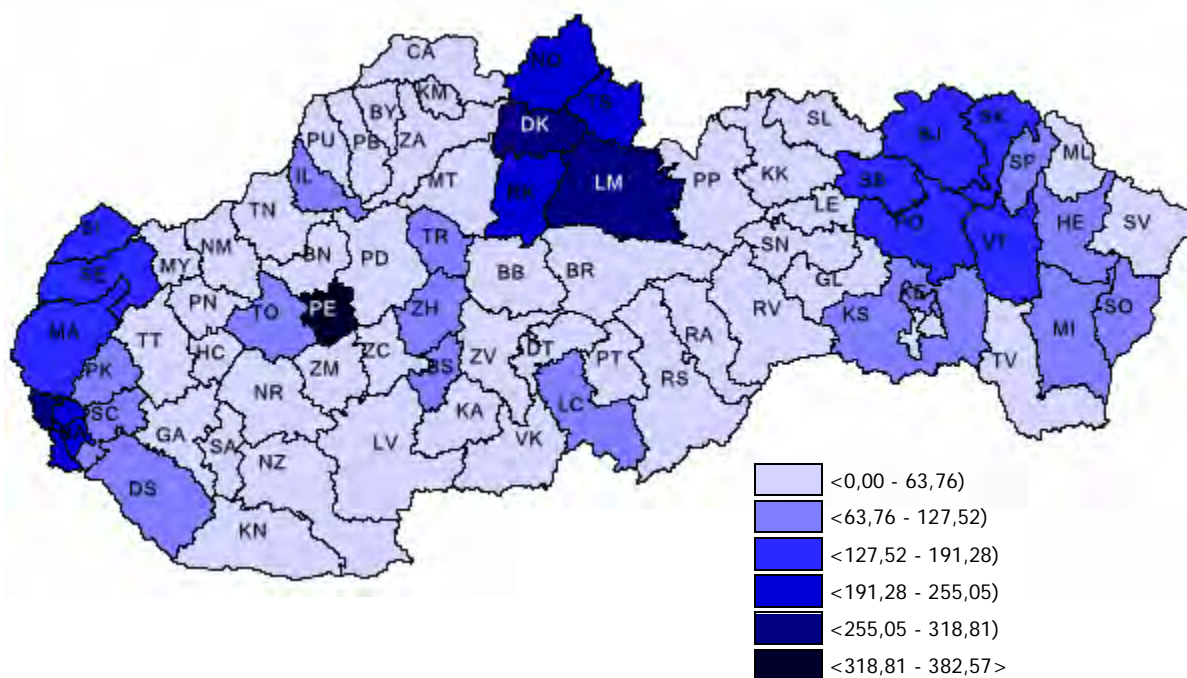 CA
NO
KM
TS
BY
DK
SL
SK
PU
PB
ZA
BJ
SP
ML
IL
MT
RK
LM
PP
KK
BR
TN
LE
HE
SV
SI
NM
TR
PO
VT
MY
BN
PD
SN
SE
BB
BR
GL
PN
TO
PE
ZH
RV
KE
KS
SO
MA
MI
TT
HC
ZC
DT
PT
RA
TV
PK
ZM
BS
ZV
RS
NR
SC
KA
LC
GA
SA
LV
VK
NZ
DS
KN
<0,00 - 63,76)
<63,76 - 127,52)
<127,52 - 191,28)
<191,28 - 255,05)
<255,05 - 318,81)
<318,81 - 382,57>